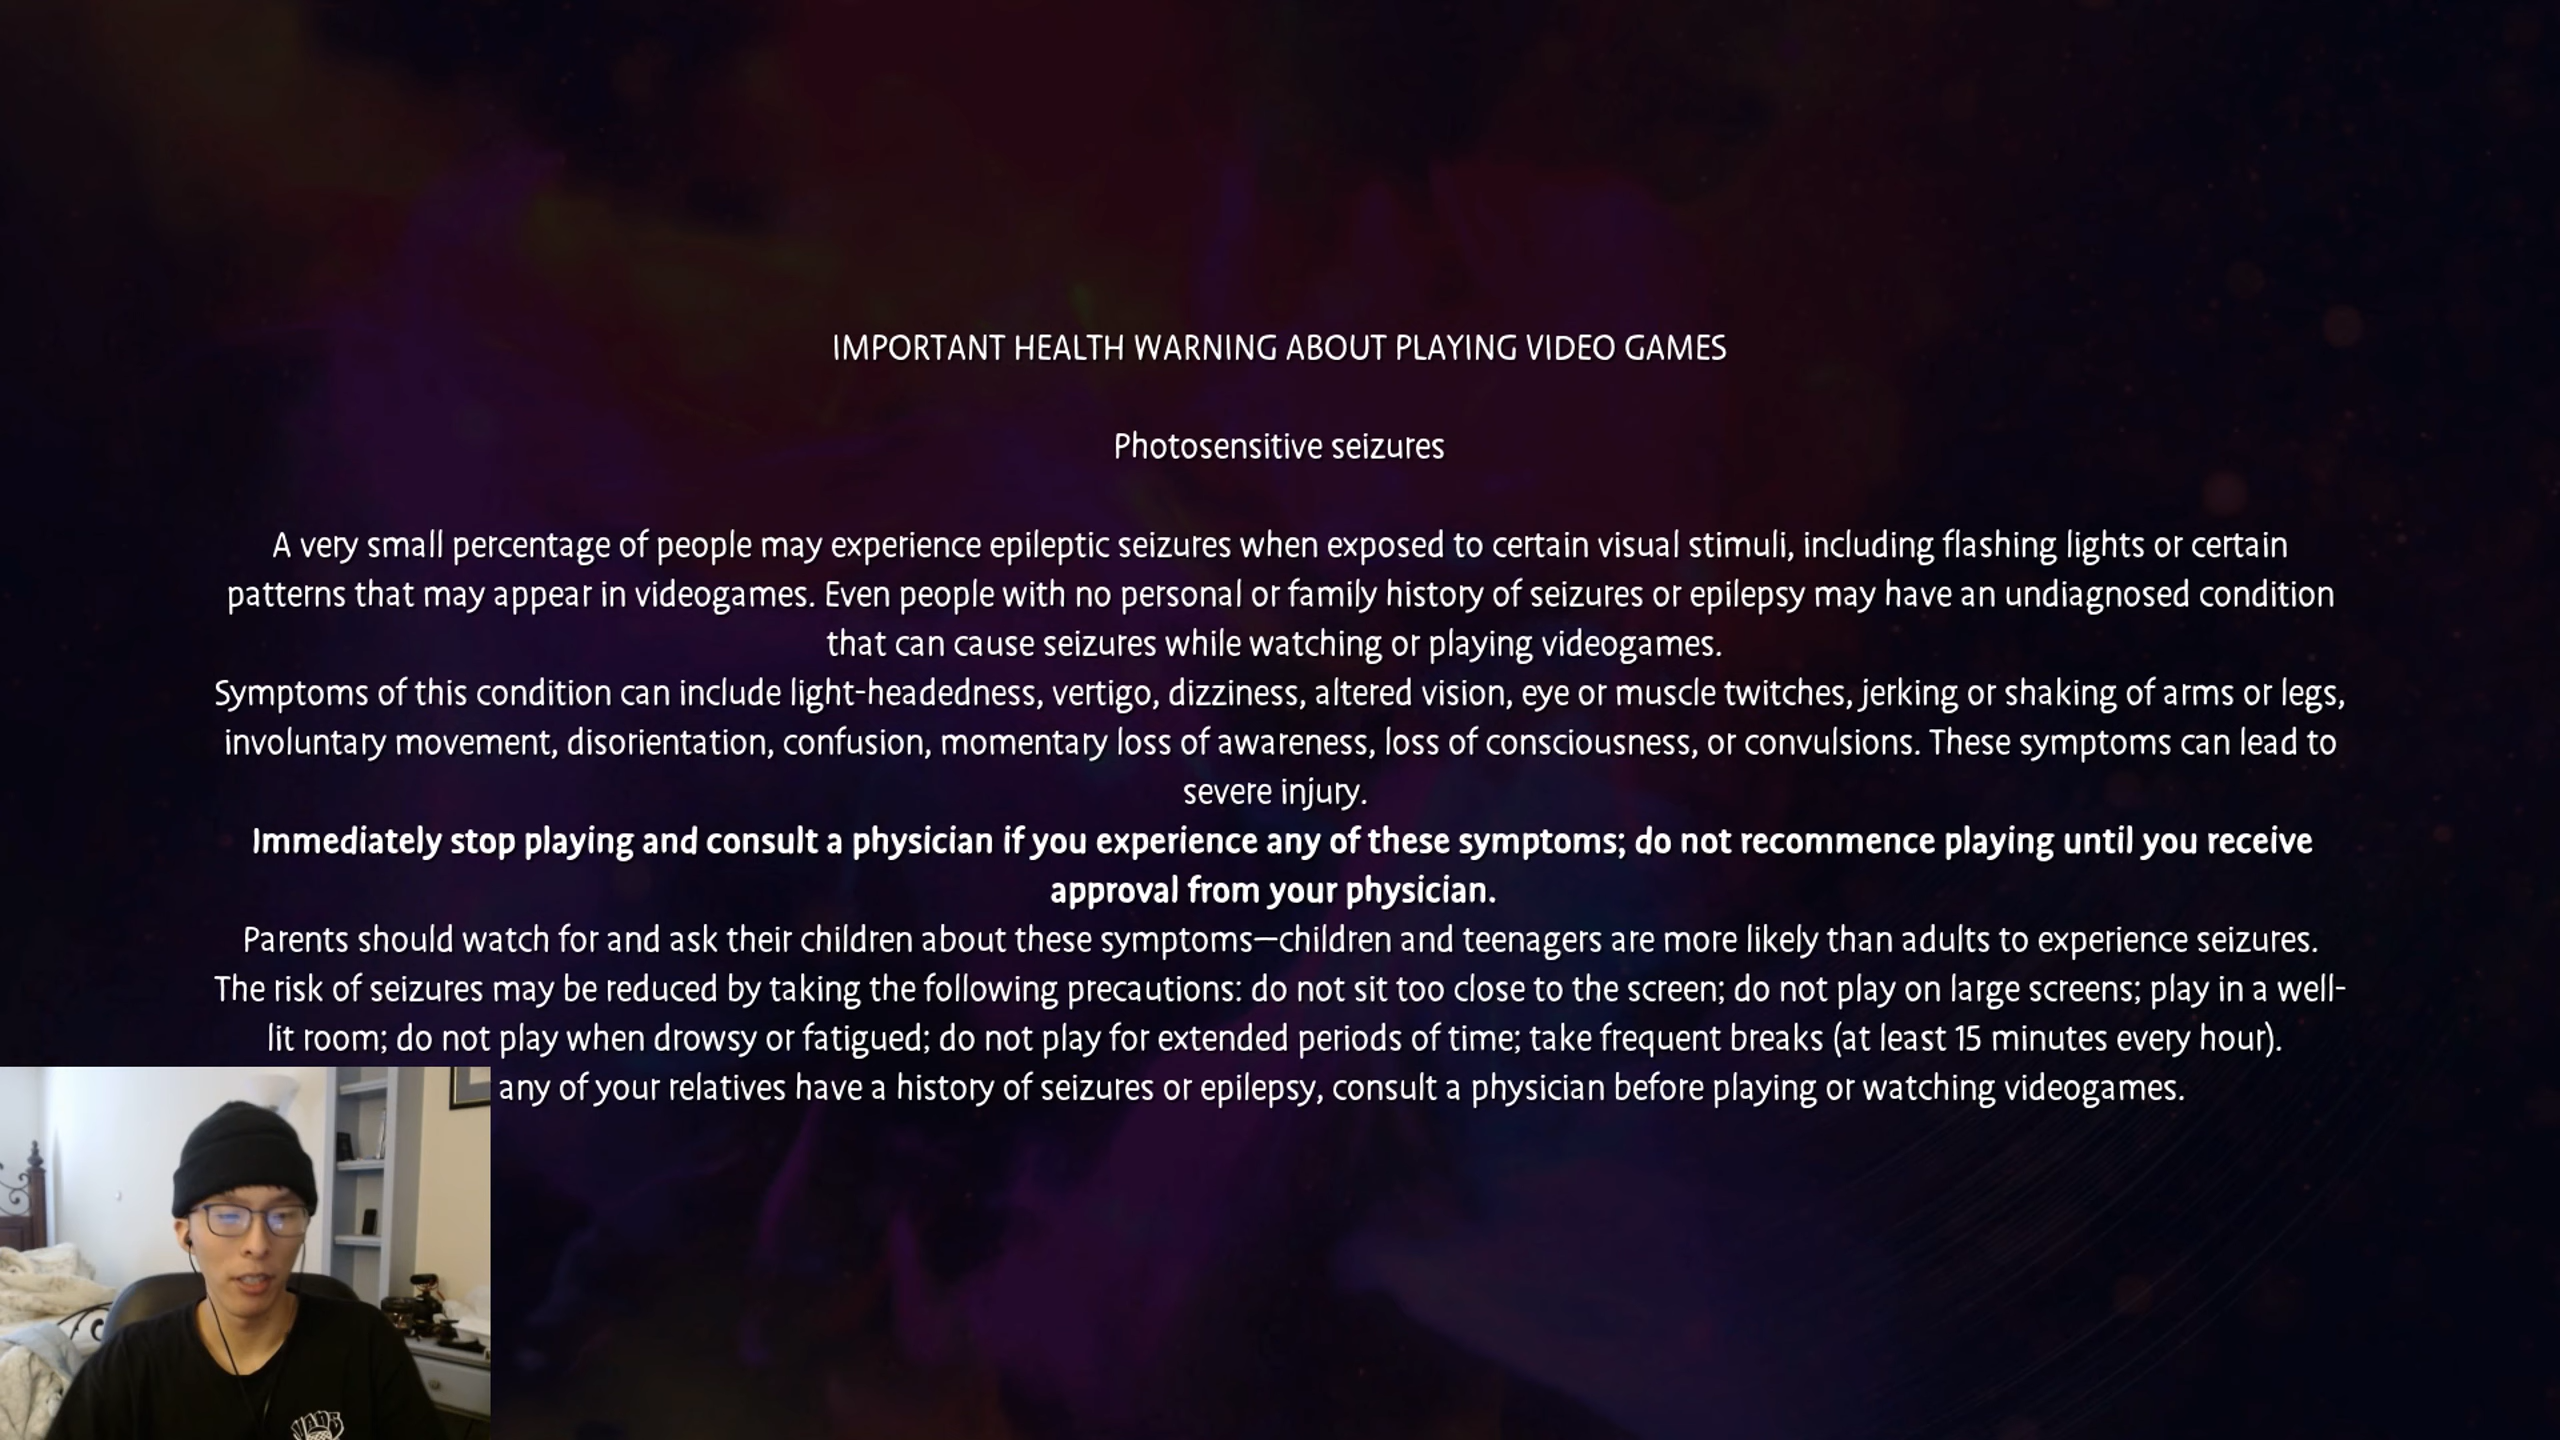 IMPORTANT HEALTH WARNING ABOUT PLAYING VIDEO GAMES
Photosensitive seizures
A very small percentage of people may experience epileptic seizures when exposed to certain visual stimuli, including flashing lights or certain
patterns that may appear in videogames. Even people with no personal or family history of seizures or epilepsy may have an undiagnosed condition
that can cause seizures while watching or playing videogames.
Symptoms of this condition can include light-headedness, vertigo, dizziness, altered vision, eye or muscle twitches, jerking or shaking of arms or legs,
involuntary movement, disorientation, confusion, momentary loss of awareness, loss of consciousness, or convulsions. These symptoms can lead to
severe injury.
Immediately stop playing and consult a physician if you experience any of these symptoms; do not recommence playing until you receive
approval from your physician.
Parents should watch for and ask their children about these symptoms—children and teenagers are more likely than adults to experience seizures.
The risk of seizures may be reduced by taking the following precautions: do not sit too close to the screen; do not play on large screens; play in a well-
lit room; do not play when drowsy or fatigued; do not play for extended periods of time; take frequent breaks (at least 15 minutes every hour).
any of your relatives have a history of seizures or epilepsy, consult a physician before playing or watching videogames.
VANS